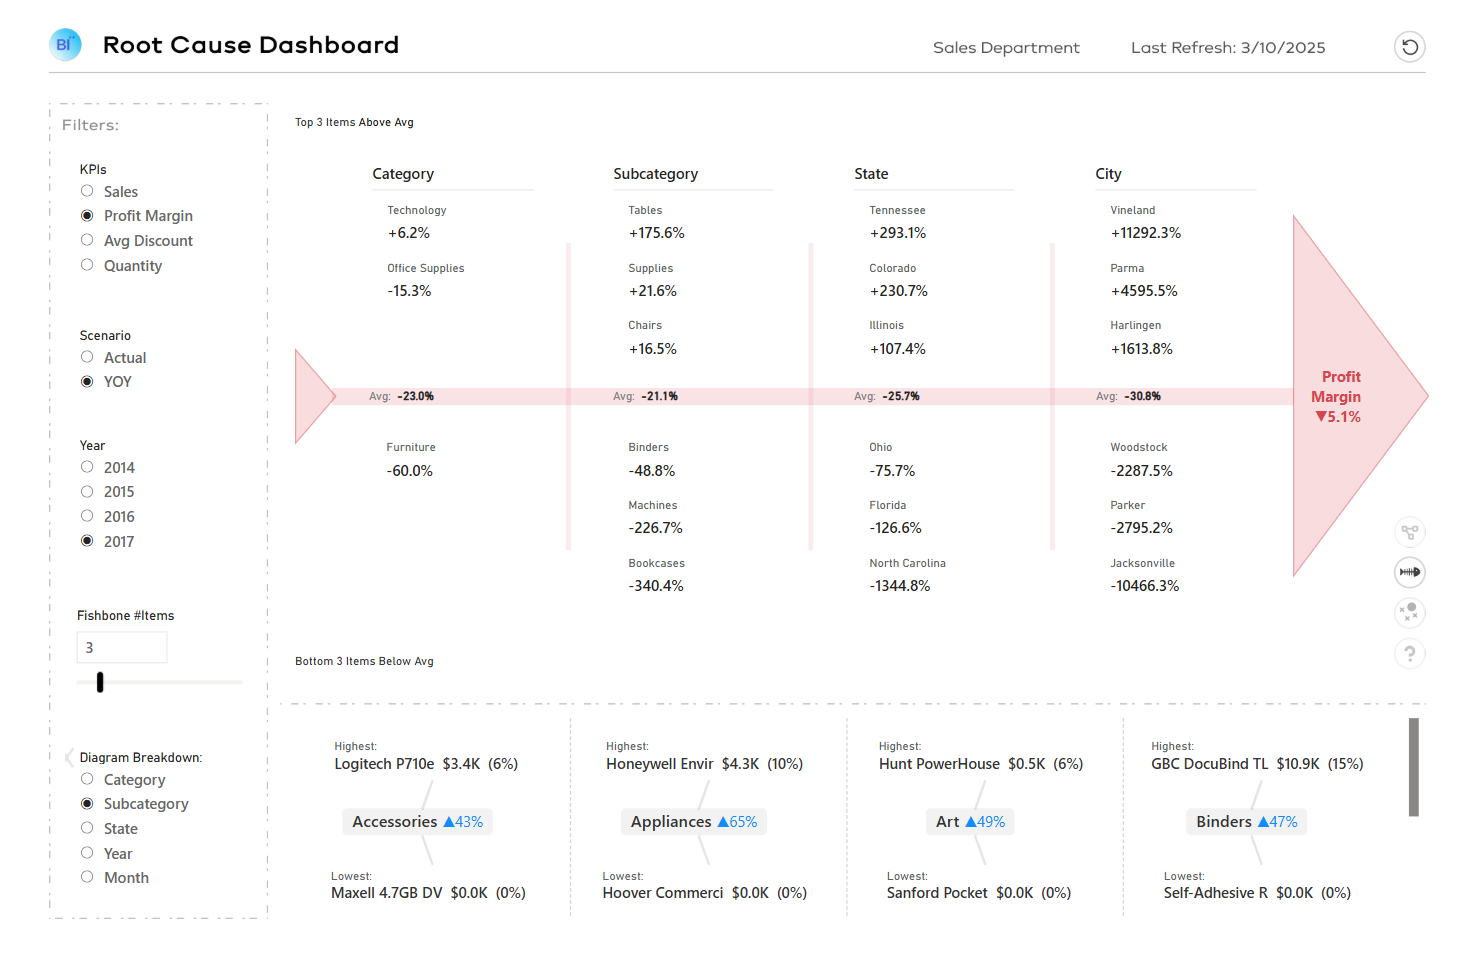 BI
Root Cause Dashboard
Sales Department
Last Refresh: 3/10/2025
Filters:
KPIs
Sales
Profit Margin
Avg Discount
Quantity
Scenario
Actual
YOY
Year
2014
2015
2016
2017
Fishbone #Items
3
Diagram Breakdown:
Category
Subcategory
State
Year
Month
Top 3 Items Above Avg
Category
Technology
+6.2%
Office Supplies
-15.3%
Avg: -23.0%
Furniture
-60.0%
Subcategory
Tables
+175.6%
Supplies
+21.6%
Chairs
+16.5%
Avg: -21.1%
Binders
-48.8%
Machines
-226.7%
Bookcases
-340.4%
State
Tennessee
+293.1%
Colorado
+230.7%
Illinois
+107.4%
Avg: -25.7%
Ohio
-75.7%
Florida
-126.6%
North Carolina
-1344.8%
City
Vineland
+11292.3%
Parma
+4595.5%
Harlingen
+1613.8%
Avg: -30.8%
Woodstock
-2287.5%
Parker
-2795.2%
Jacksonville
-10466.3%
Profit
Margin
▼5.1%
?
Bottom 3 Items Below Avg
Highest:
Logitech P710e $3.4K (6%)
Accessories ▲43%
Lowest:
Maxell 4.7GB DV $0.0K (0%)
Highest:
Honeywell Envir $4.3K (10%)
Appliances ▲65%
Lowest:
Hoover Commerci $0.0K (0%)
Highest:
Hunt PowerHouse $0.5K (6%)
Art ▲49%
Lowest:
Sanford Pocket $0.0K (0%)
Highest:
GBC DocuBind TL $10.9K (15%)
Binders ▲47%
Lowest:
Self-Adhesive R $0.0K (0%)